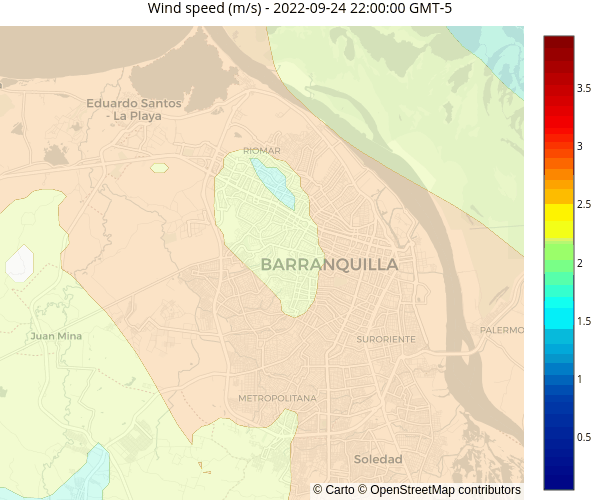 Wind speed (m/s) - 2022-09-24 22:00:00 GMT-5
Eduardo Santos
- La Playa
RIOMAR
BARRANQUILLA
Juan Mina
SURORIENTE
PALERMO
METROPOLITANA
Soledad
© Carto © OpenStreetMap contributors
3.5
3
2.5
2
1.5
1
0.5